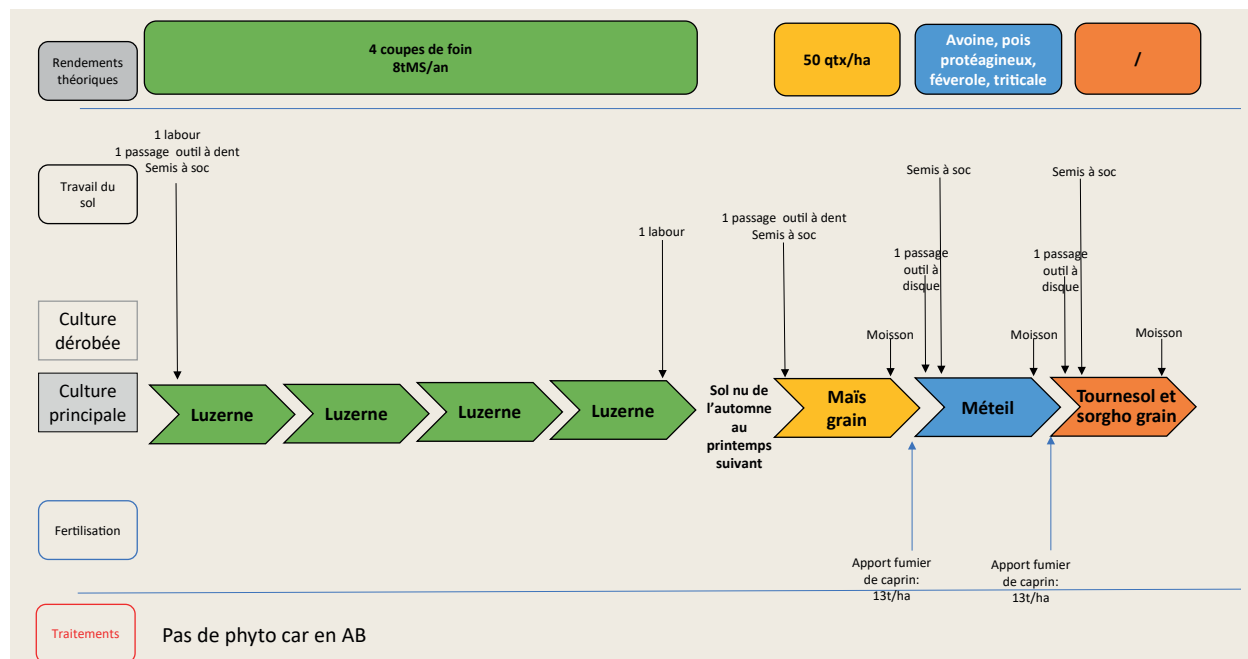 Rendements
théoriques
4 coupes de foin
8tMS/an
50 qtx/ha
Avoine, pois
protéagineux,
féverole, triticale
/
1 labour
1 passage  outil à dent
Semis à soc
Travail du
sol
1 labour
1 passage  outil à dent
Semis à soc
Semis à soc
1 passage
outil à
disque
Semis à soc
1 passage
outil à
disque
Culture
dérobée
Moisson
Moisson
Moisson
Culture
principale
Luzerne
Luzerne
Luzerne
Luzerne
Sol nu de
l’automne
au
printemps
suivant
Maïs
grain
Méteil
Tournesol et
sorgho grain
Fertilisation
Apport fumier
de caprin:
13t/ha
Apport fumier
de caprin:
13t/ha
Traitements
Pas de phyto car en AB